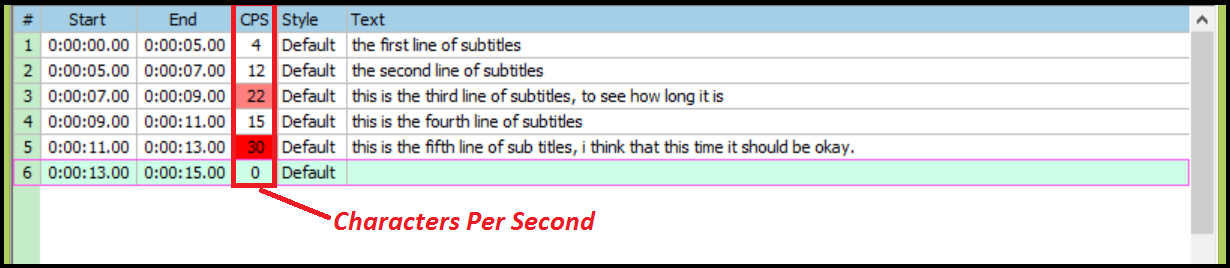 # Start End CPS Style Text
1 0:00:00.00 0:00:05.00 4 Default the first line of subtitles
2 0:00:05.00 0:00:07.00 12 Default the second line of subtitles
3 0:00:07.00 0:00:09.00 22 Default this is the third line of subtitles, to see how long it is
4 0:00:09.00 0:00:11.00 15 Default this is the fourth line of subtitles
5 0:00:11.00 0:00:13.00 30 Default this is the fifth line of sub titles, i think that this time it should be okay.
6 0:00:13.00 0:00:15.00 0 Default
Characters Per Second